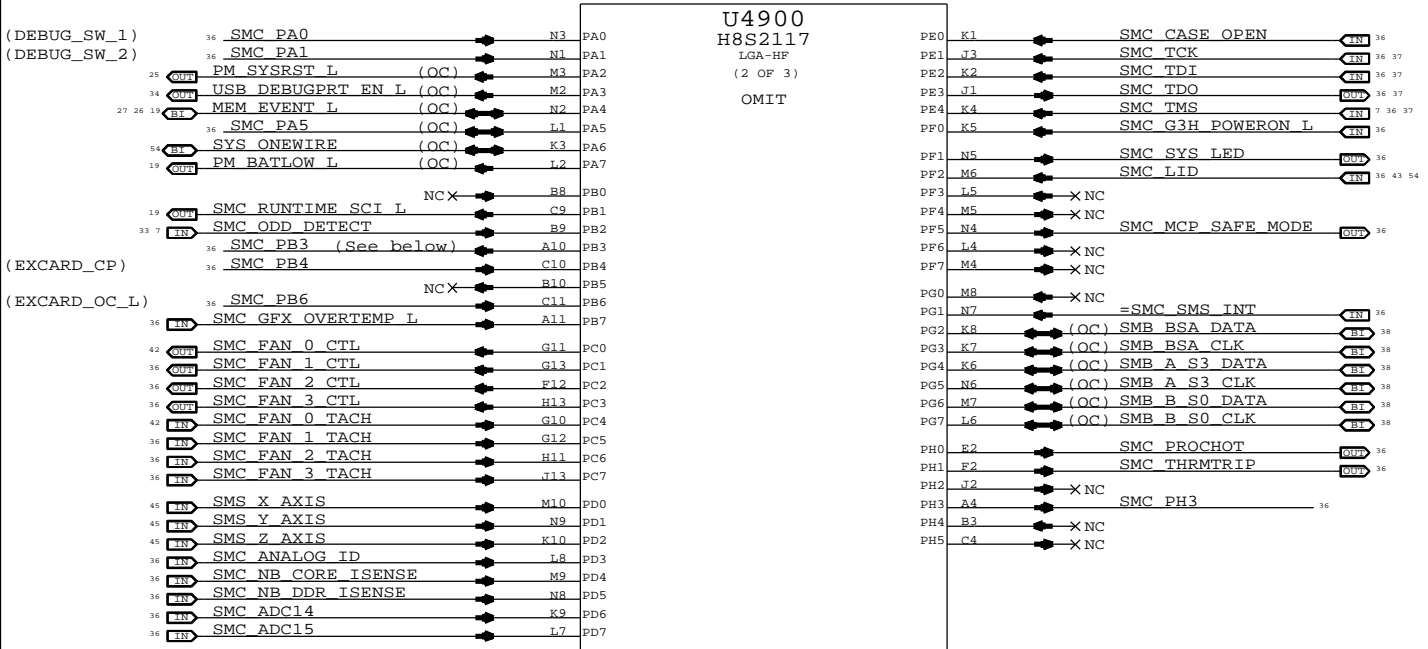 U4900
H8S2117
LGA-HF
(2 OF 3)
OMIT
(DEBUG_SW_1) 36 SMC_PA0 N3 PA0
(DEBUG_SW_2) 36 SMC_PA1 N1 PA1
25 OUT PM_SYSRST_L (OC) M3 PA2
34 OUT USB_DEBUGPRT_EN_L (OC) M2 PA3
27 26 19 BI MEM_EVENT_L (OC) N2 PA4
36 SMC_PA5 (OC) L1 PA5
54 BI SYS_ONEWIRE (OC) K3 PA6
19 OUT PM_BATLOW_L (OC) L2 PA7
NC B8 PB0
19 OUT SMC_RUNTIME_SCI_L C9 PB1
33 7 IN SMC_ODD_DETECT B9 PB2
36 SMC_PB3 (See below) A10 PB3
(EXCARD_CP) 36 SMC_PB4 C10 PB4
NC B10 PB5
(EXCARD_OC_L) 36 SMC_PB6 C11 PB6
36 IN SMC_GFX_OVERTEMP_L A11 PB7
42 OUT SMC_FAN_0_CTL G11 PC0
36 OUT SMC_FAN_1_CTL G13 PC1
36 OUT SMC_FAN_2_CTL F12 PC2
36 OUT SMC_FAN_3_CTL H13 PC3
42 IN SMC_FAN_0_TACH G10 PC4
36 IN SMC_FAN_1_TACH G12 PC5
36 IN SMC_FAN_2_TACH H11 PC6
36 IN SMC_FAN_3_TACH J13 PC7
45 IN SMS_X_AXIS M10 PD0
45 IN SMS_Y_AXIS N9 PD1
45 IN SMS_Z_AXIS K10 PD2
36 IN SMC_ANALOG_ID L8 PD3
36 IN SMC_NB_CORE_ISENSE M9 PD4
36 IN SMC_NB_DDR_ISENSE N8 PD5
36 IN SMC_ADC14 K9 PD6
36 IN SMC_ADC15 L7 PD7
PE0 K1 SMC_CASE_OPEN IN 36
PE1 J3 SMC_TCK IN 36 37
PE2 K2 SMC_TDI IN 36 37
PE3 J1 SMC_TDO OUT 36 37
PE4 K4 SMC_TMS IN 7 36 37
PF0 K5 SMC_G3H_POWERON_L IN 36
PF1 N5 SMC_SYS_LED OUT 36
PF2 M6 SMC_LID IN 36 43 54
PF3 L5 NC
PF4 M5 NC
PF5 N4 SMC_MCP_SAFE_MODE OUT 36
PF6 L4 NC
PF7 M4 NC
PG0 M8 NC
PG1 N7 =SMC_SMS_INT IN 36
PG2 K8 (OC) SMB_BSA_DATA BI 38
PG3 K7 (OC) SMB_BSA_CLK BI 38
PG4 K6 (OC) SMB_A_S3_DATA BI 38
PG5 N6 (OC) SMB_A_S3_CLK BI 38
PG6 M7 (OC) SMB_B_S0_DATA BI 38
PG7 L6 (OC) SMB_B_S0_CLK BI 38
PH0 E2 SMC_PROCHOT OUT 36
PH1 F2 SMC_THRMTRIP OUT 36
PH2 J2 NC
PH3 A4 SMC_PH3 36
PH4 B3 NC
PH5 C4 NC